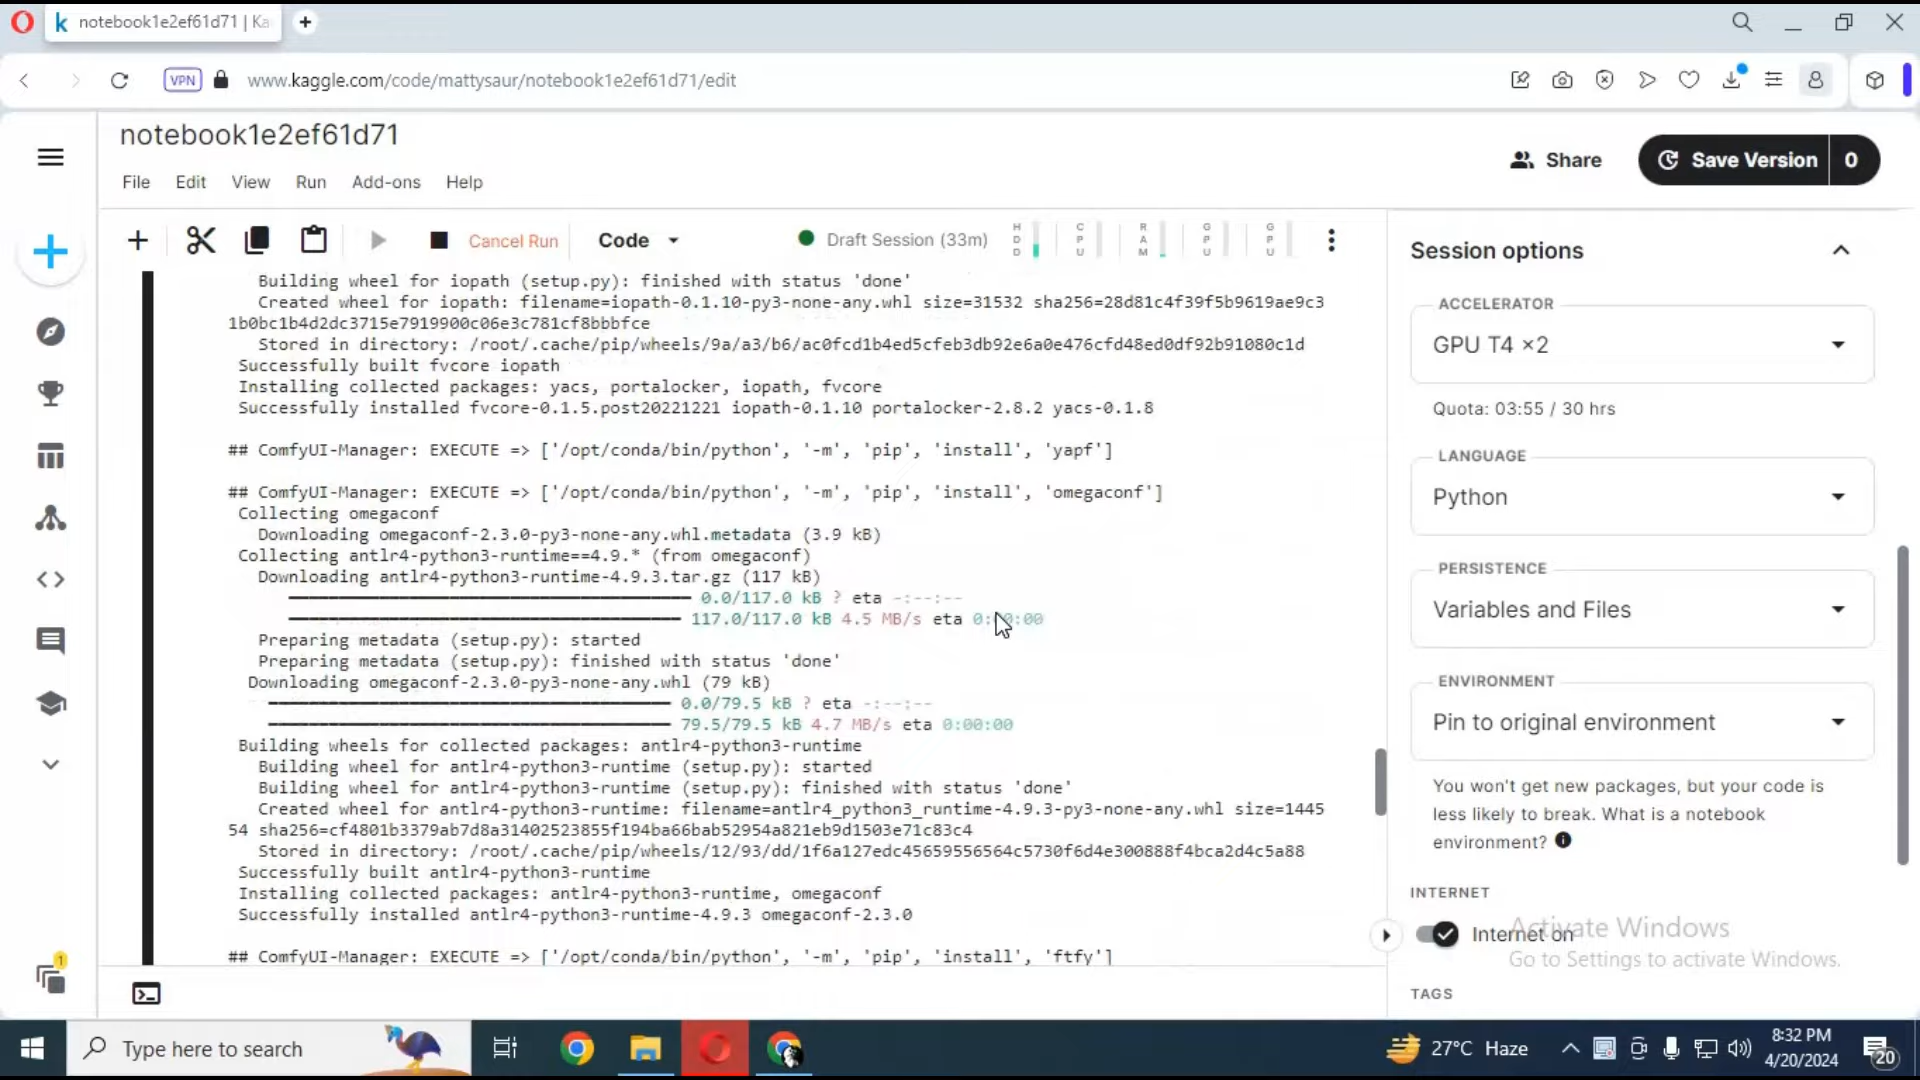 notebook1e2ef61d71 | Ka
VPN
www.kaggle.com/code/mattysaur/notebook1e2ef61d71/edit
notebook1e2ef61d71
File Edit View Run Add-ons Help
Share
Save Version 0
Cancel Run
Code
Draft Session (33m)
HDD
CPU
RAM
GPU
GPU
Building wheel for iopath (setup.py): finished with status 'done'
Created wheel for iopath: filename=iopath-0.1.10-py3-none-any.whl size=31532 sha256=28d81c4f39f5b9619ae9c3
1b0bc1b4d2dc3715e7919900c06e3c781cf8bbbfce
Stored in directory: /root/.cache/pip/wheels/9a/a3/b6/ac0fcd1b4ed5cfeb3db92e6a0e476cfd48ed0df92b91080c1d
Successfully built fvcore iopath
Installing collected packages: yacs, portalocker, iopath, fvcore
Successfully installed fvcore-0.1.5.post20221221 iopath-0.1.10 portalocker-2.8.2 yacs-0.1.8
## ComfyUI-Manager: EXECUTE => ['/opt/conda/bin/python', '-m', 'pip', 'install', 'yapf']
## ComfyUI-Manager: EXECUTE => ['/opt/conda/bin/python', '-m', 'pip', 'install', 'omegaconf']
Collecting omegaconf
Downloading omegaconf-2.3.0-py3-none-any.whl.metadata (3.9 kB)
Collecting antlr4-python3-runtime==4.9.* (from omegaconf)
Downloading antlr4-python3-runtime-4.9.3.tar.gz (117 kB)
0.0/117.0 kB ? eta -:--:--
117.0/117.0 kB 4.5 MB/s eta 0:00:00
Preparing metadata (setup.py): started
Preparing metadata (setup.py): finished with status 'done'
Downloading omegaconf-2.3.0-py3-none-any.whl (79 kB)
0.0/79.5 kB ? eta -:--:--
79.5/79.5 kB 4.7 MB/s eta 0:00:00
Building wheels for collected packages: antlr4-python3-runtime
Building wheel for antlr4-python3-runtime (setup.py): started
Building wheel for antlr4-python3-runtime (setup.py): finished with status 'done'
Created wheel for antlr4-python3-runtime: filename=antlr4_python3_runtime-4.9.3-py3-none-any.whl size=1445
54 sha256=cf4801b3379ab7d8a31402523855f194ba66bab52954a821eb9d1503e71c83c4
Stored in directory: /root/.cache/pip/wheels/12/93/dd/1f6a127edc45659556564c5730f6d4e300888f4bca2d4c5a88
Successfully built antlr4-python3-runtime
Installing collected packages: antlr4-python3-runtime, omegaconf
Successfully installed antlr4-python3-runtime-4.9.3 omegaconf-2.3.0
## ComfyUI-Manager: EXECUTE => ['/opt/conda/bin/python', '-m', 'pip', 'install', 'ftfy']
Session options
ACCELERATOR
GPU T4 ×2
Quota: 03:55 / 30 hrs
LANGUAGE
Python
PERSISTENCE
Variables and Files
ENVIRONMENT
Pin to original environment
You won't get new packages, but your code is
less likely to break. What is a notebook
environment?
INTERNET
Internet on
Activate Windows
Go to Settings to activate Windows.
TAGS
1
Type here to search
27°C Haze
8:32 PM
4/20/2024
20